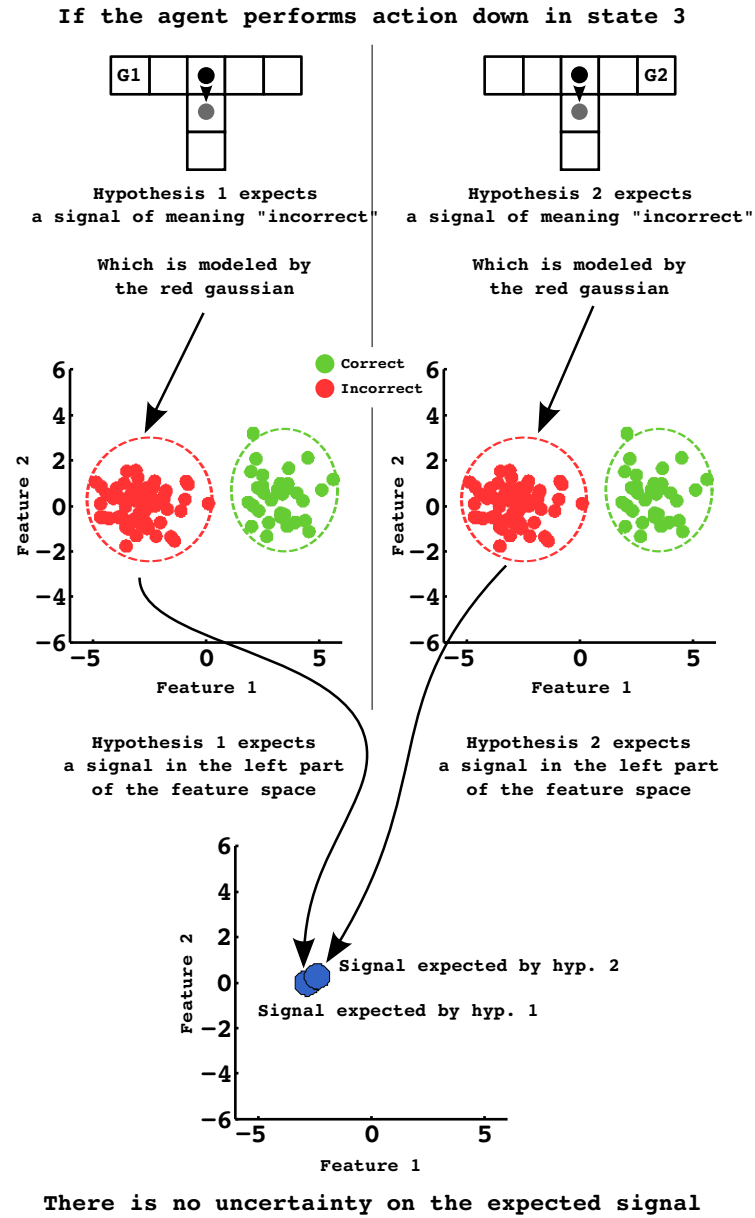 If the agent performs action down in state 3
G1
G2
Hypothesis 1 expects
a signal of meaning "incorrect"
Hypothesis 2 expects
a signal of meaning "incorrect"
Which is modeled by
the red gaussian
Which is modeled by
the red gaussian
Correct
Incorrect
6
4
2
0
−2
−4
−6
−5
0
5
Feature 1
Feature 2
6
4
2
0
−2
−4
−6
−5
0
5
Feature 1
Feature 2
Hypothesis 1 expects
a signal in the left part
of the feature space
Hypothesis 2 expects
a signal in the left part
of the feature space
6
4
2
0
−2
−4
−6
−5
0
5
Feature 1
Feature 2
Signal expected by hyp. 2
Signal expected by hyp. 1
There is no uncertainty on the expected signal